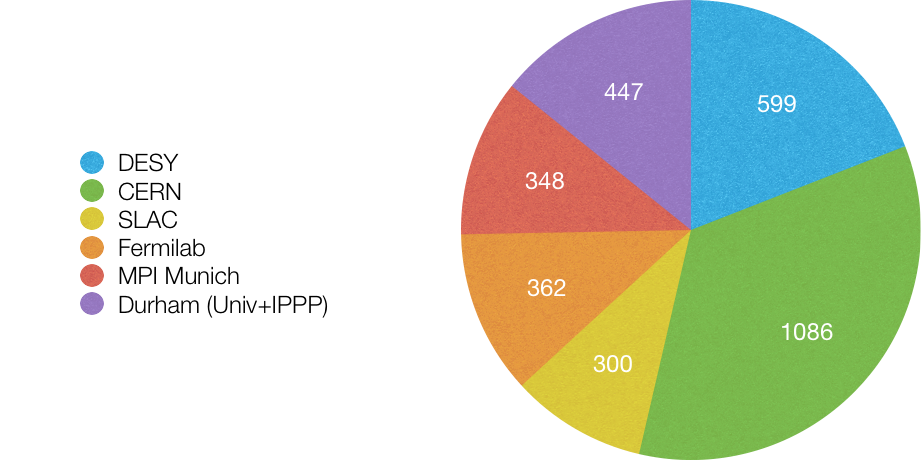 DESY
CERN
SLAC
Fermilab
MPI Munich
Durham (Univ+IPPP)
447
599
348
362
300
1086